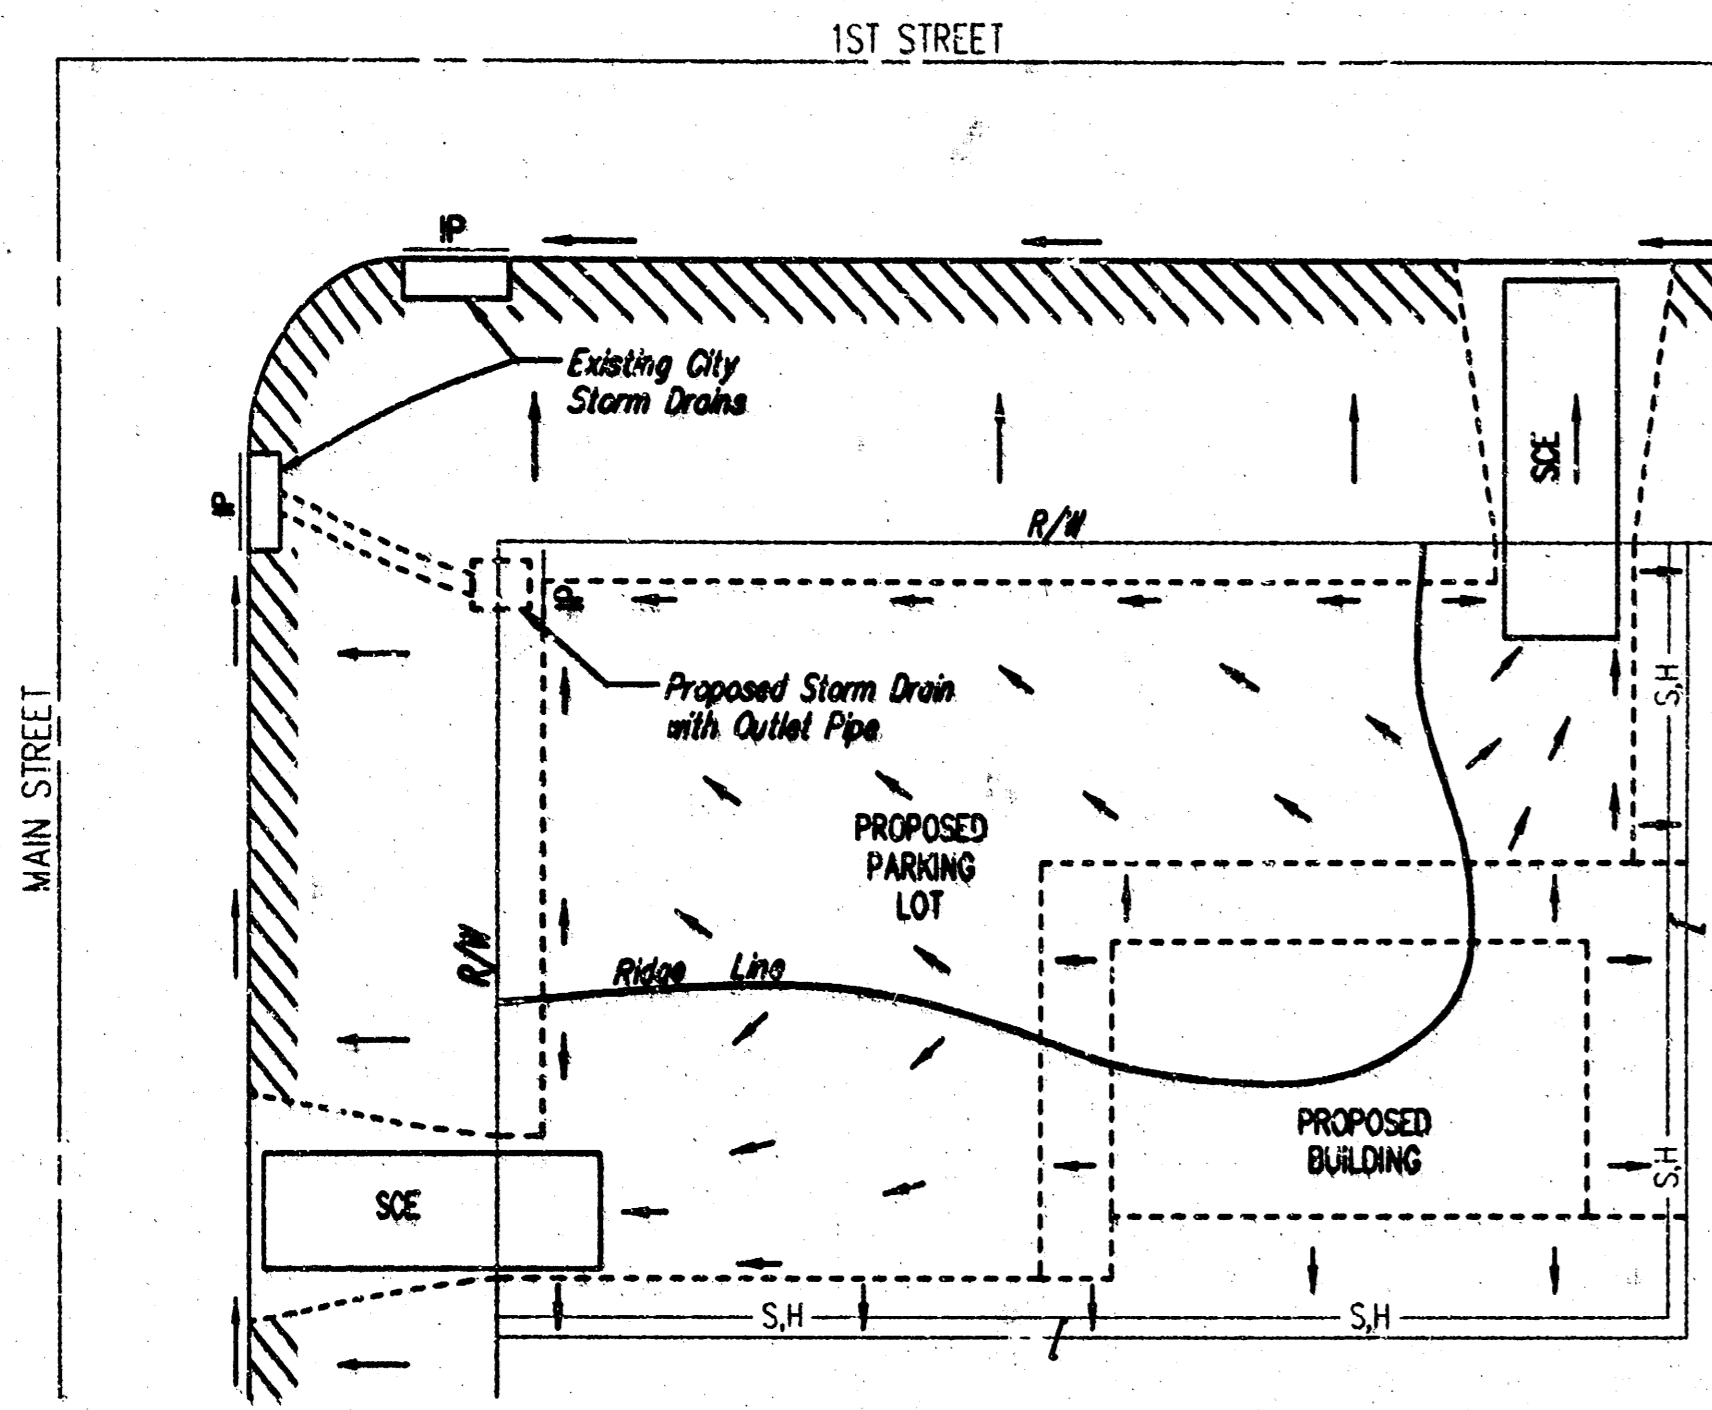 1ST STREET
IP
Existing City
Storm Drains
IP
SCE
R/W
IP
Proposed Storm Drain
with Outlet Pipe
S,H
MAIN STREET
PROPOSED
PARKING
LOT
R/W
Ridge Line
PROPOSED
BUILDING
S,H
SCE
S,H
S,H